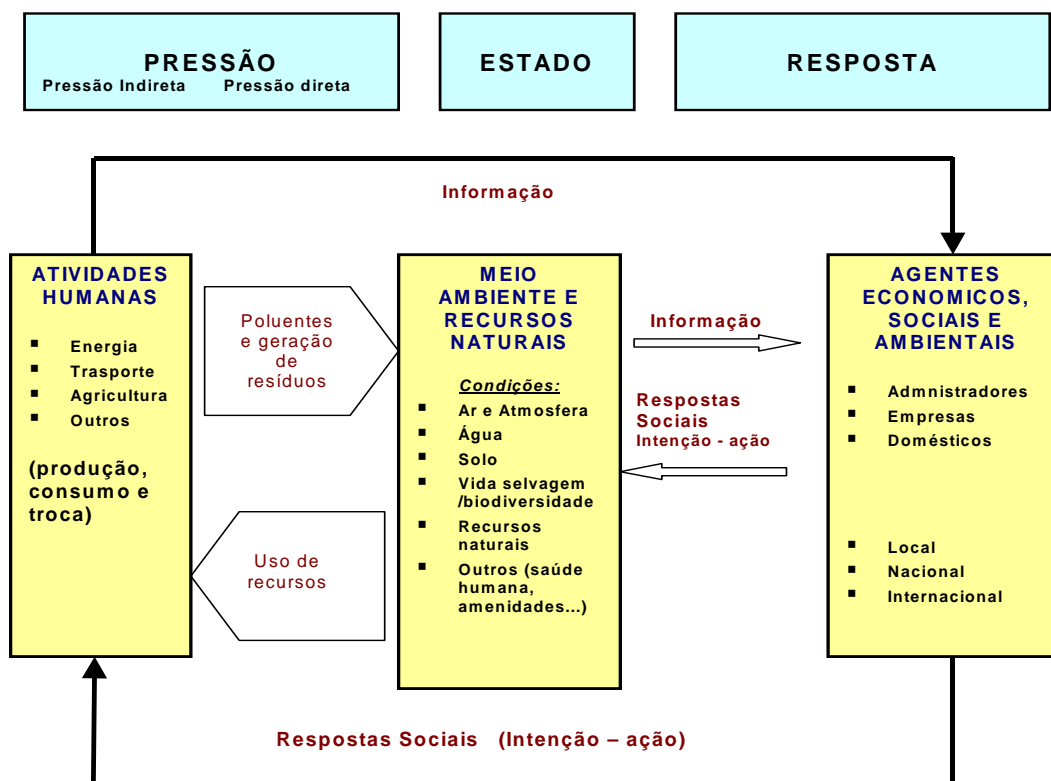 PRESSÃO
Pressão Indireta Pressão direta
ESTADO
RESPOSTA
Informação
ATIVIDADES
HUMANAS
▪ Energia
▪ Trasporte
▪ Agricultura
▪ Outros
(produção,
consumo e
troca)
Poluentes
e geração
de
resíduos
Uso de
recursos
MEIO
AMBIENTE E
RECURSOS
NATURAIS
Condições:
▪ Ar e Atmosfera
▪ Água
▪ Solo
▪ Vida selvagem
/biodiversidade
▪ Recursos
naturais
▪ Outros (saúde
humana,
amenidades...)
Informação
Respostas
Sociais
Intenção - ação
AGENTES
ECONOMICOS,
SOCIAIS E
AMBIENTAIS
▪ Admnistradores
▪ Empresas
▪ Domésticos
▪ Local
▪ Nacional
▪ Internacional
Respostas Sociais (Intenção – ação)